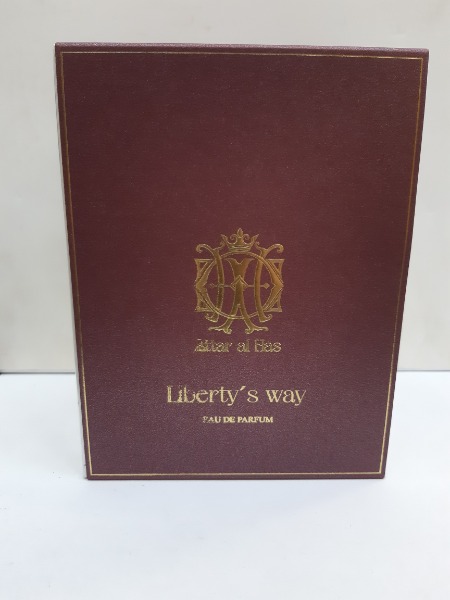 Attar al Has
Liberty´s way
EAU DE PARFUM